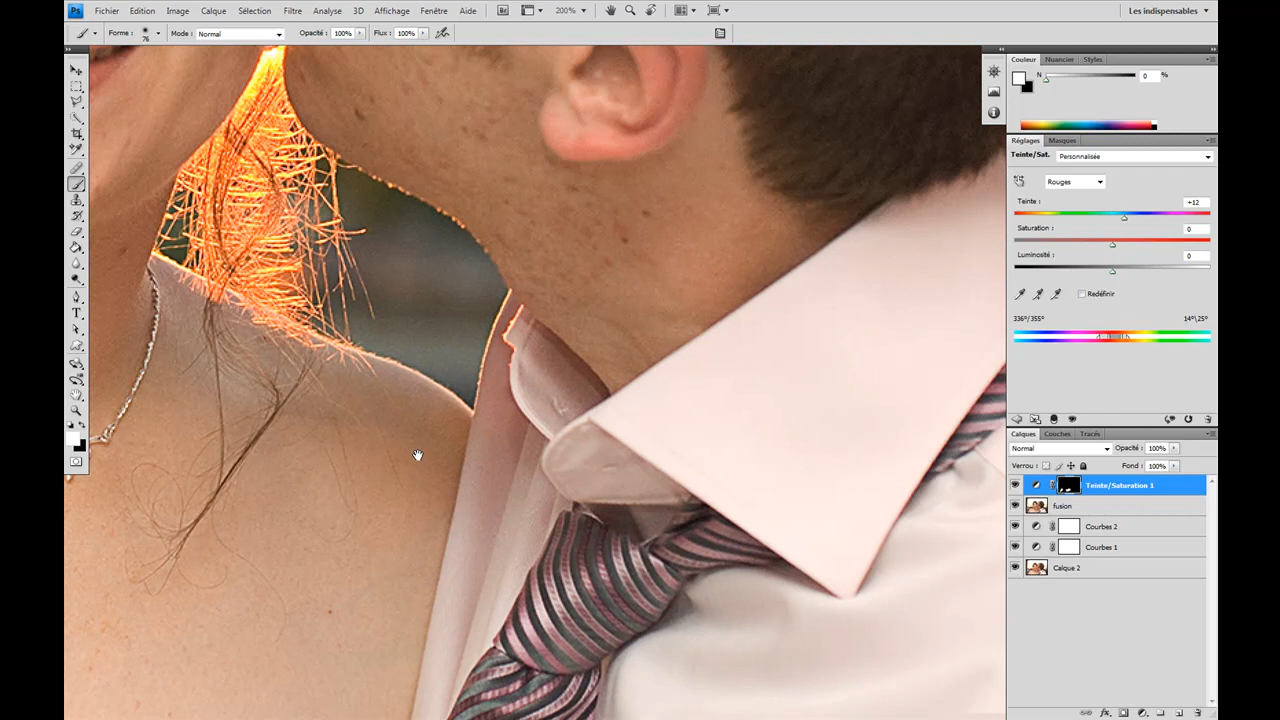 Ps Fichier Edition Image Calque Sélection Filtre Analyse 3D Affichage Fenêtre Aide Br 200% Les indispensables
Forme : 76 Mode : Normal Opacité : 100% Flux : 100%
Couleur Nuancier Styles
N 0 %
Réglages Masques
Teinte/Sat. Personnalisée
Rouges
Teinte : +12
Saturation : 0
Luminosité : 0
Redéfinir
336°/355° 14°\25°
Calques Couches Tracés
Normal Opacité : 100%
Verrou : Fond : 100%
Teinte/Saturation 1
fusion
Courbes 2
Courbes 1
Calque 2